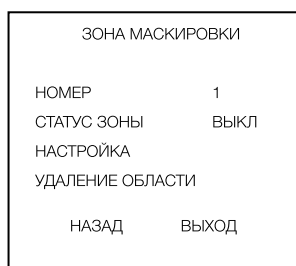 ЗОНА МАСКИРОВКИ
НОМЕР 1
СТАТУС ЗОНЫ ВЫКЛ
НАСТРОЙКА
УДАЛЕНИЕ ОБЛАСТИ
НАЗАД ВЫХОД